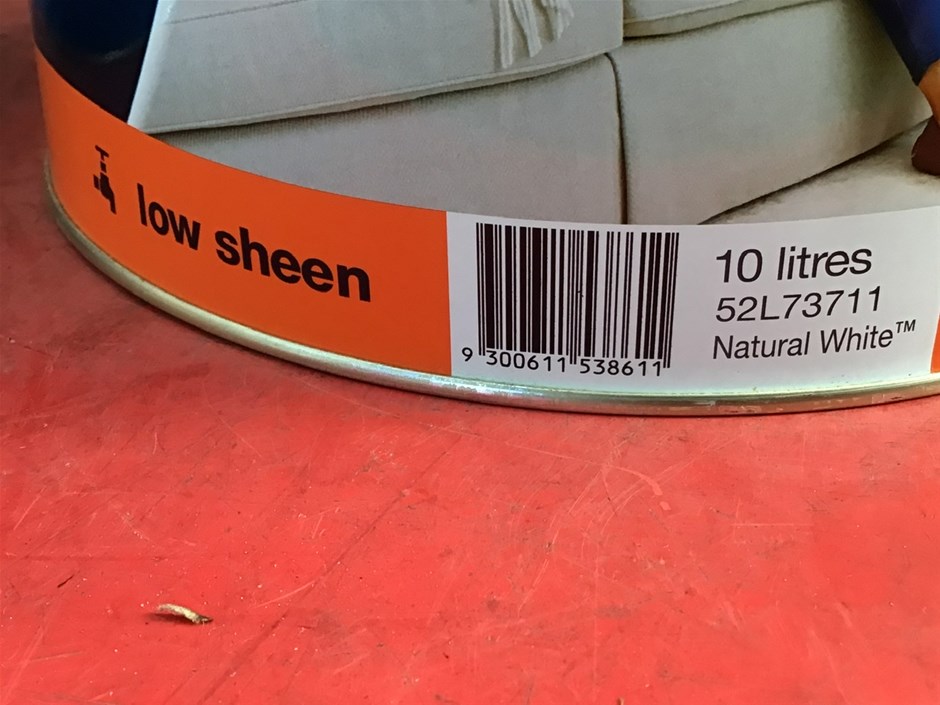 low sheen
10 litres
52L73711
Natural White™
9 300611 538611